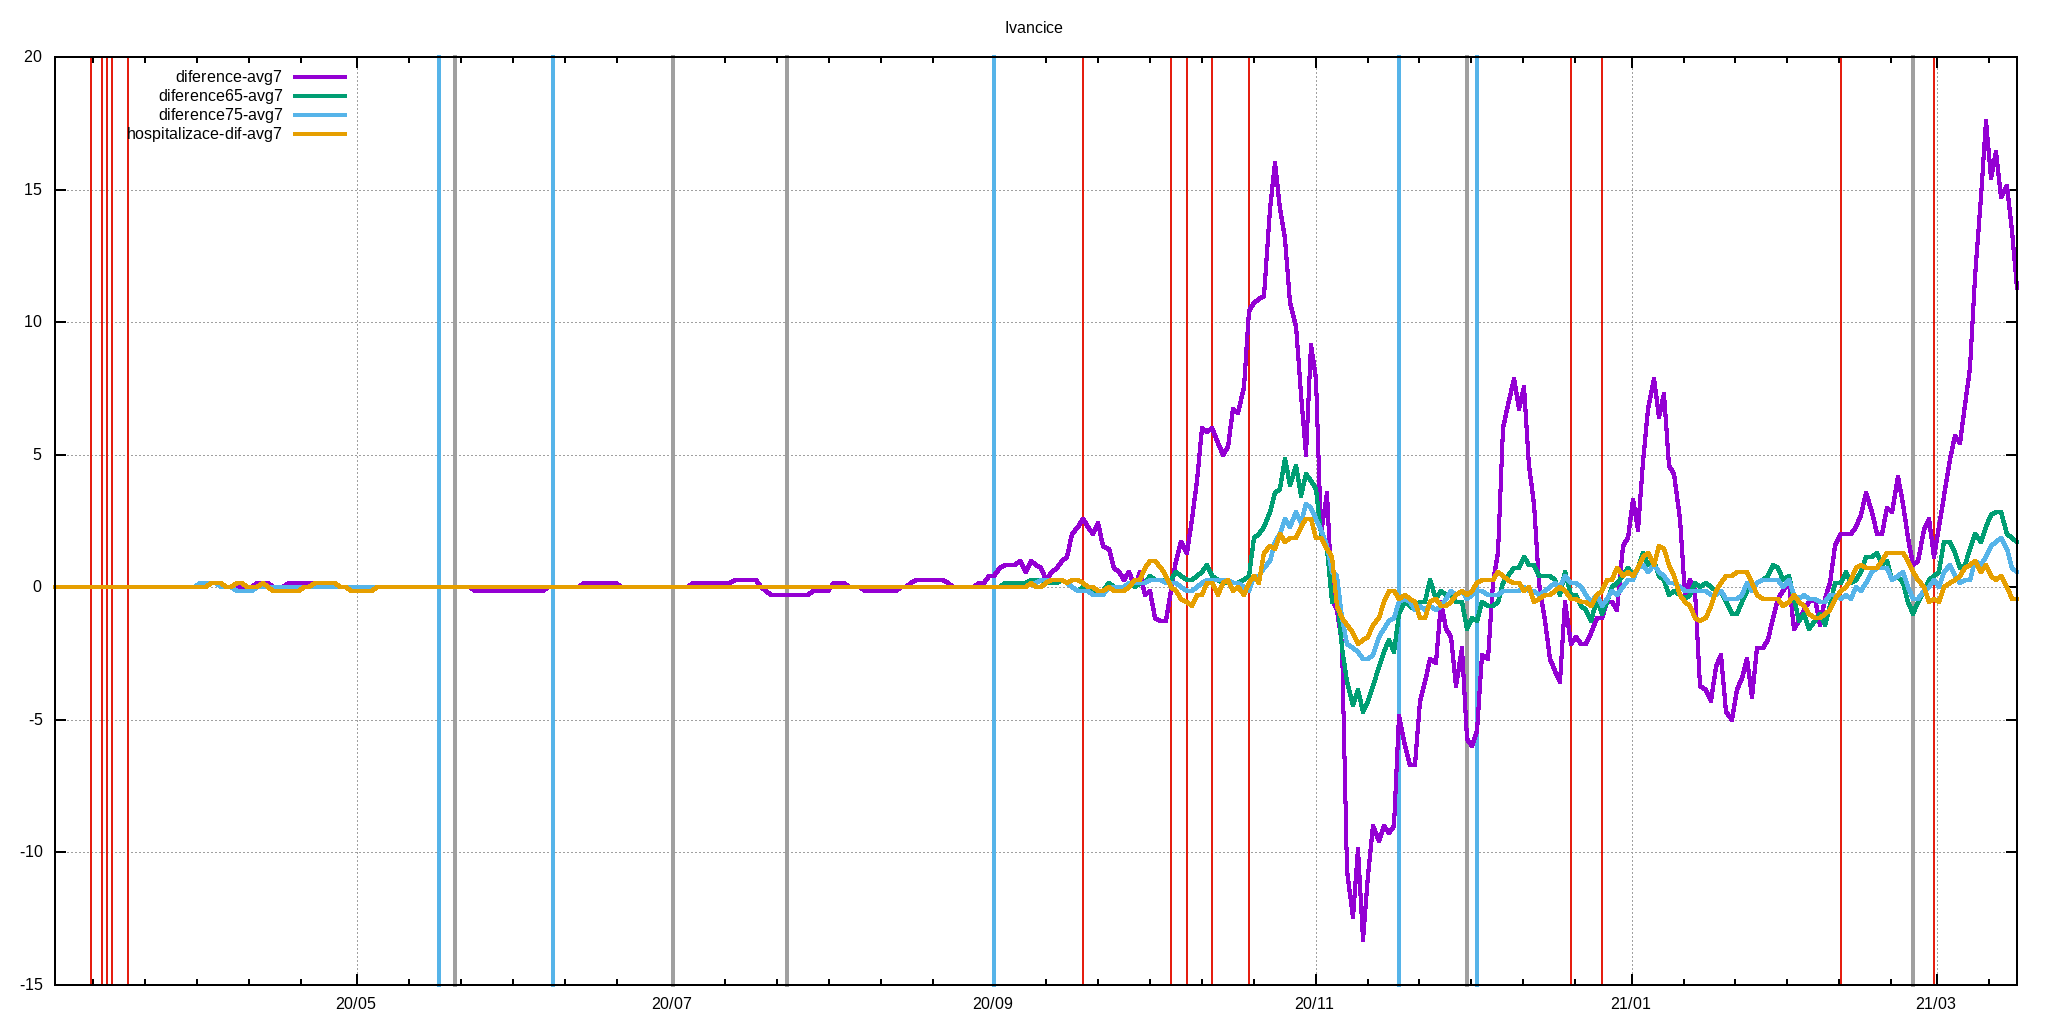 Ivancice
diference-avg7
diference65-avg7
diference75-avg7
hospitalizace-dif-avg7
20
15
10
5
0
-5
-10
-15
20/05 20/07 20/09 20/11 21/01 21/03